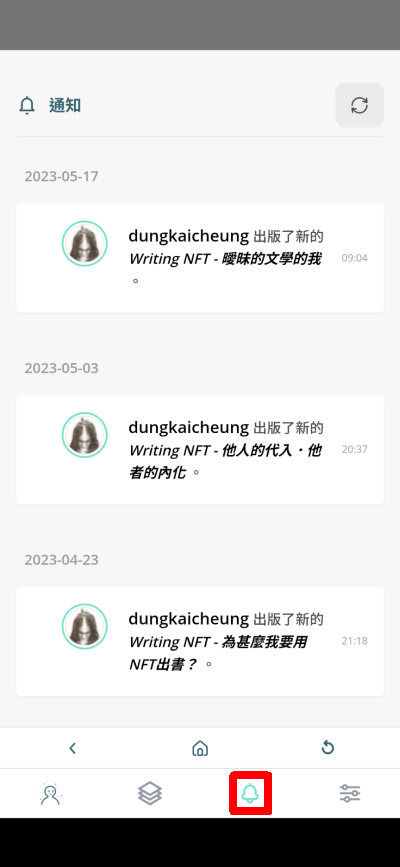 通知
2023-05-17
dungkaicheung 出版了新的
Writing NFT - 曖昧的文學的我
09:04
。
2023-05-03
dungkaicheung 出版了新的
Writing NFT - 他人的代入·他
20:37
者的內化 。
2023-04-23
dungkaicheung 出版了新的
Writing NFT - 為甚麼我要用
21:18
NFT出書？ 。